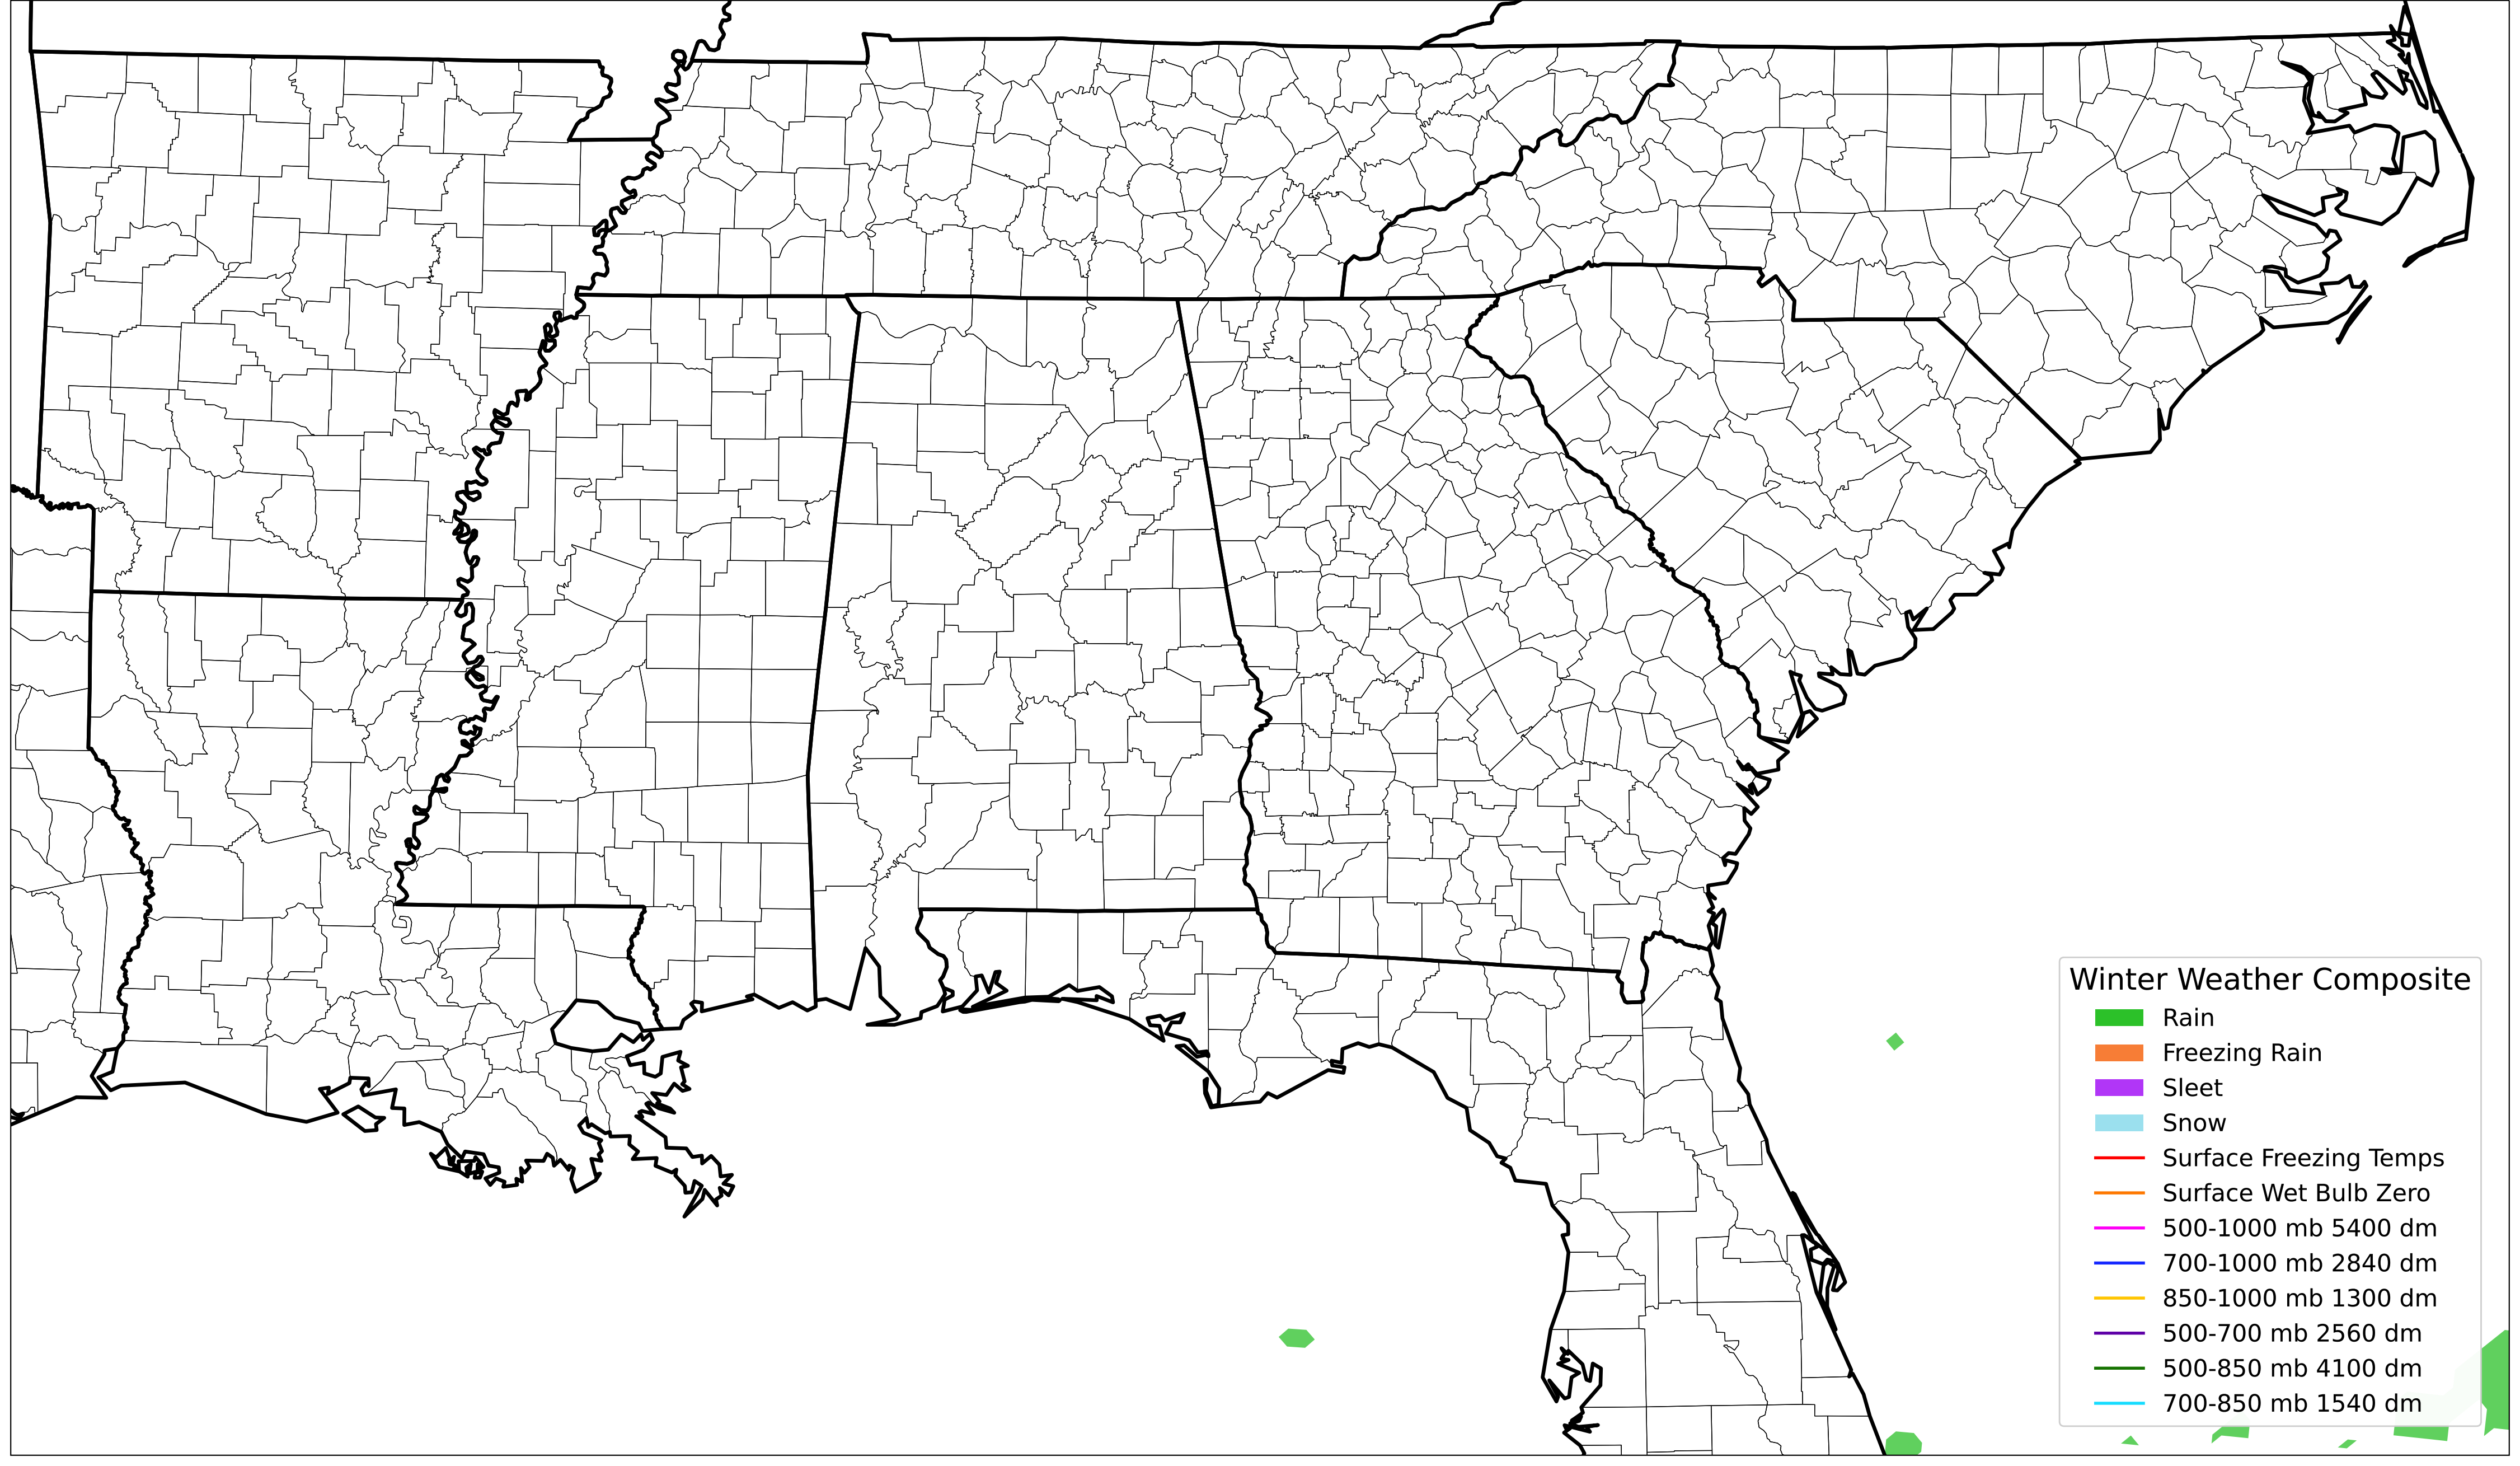 Winter Weather Composite
Rain
Freezing Rain
Sleet
Snow
Surface Freezing Temps
Surface Wet Bulb Zero
500-1000 mb 5400 dm
700-1000 mb 2840 dm
850-1000 mb 1300 dm
500-700 mb 2560 dm
500-850 mb 4100 dm
700-850 mb 1540 dm